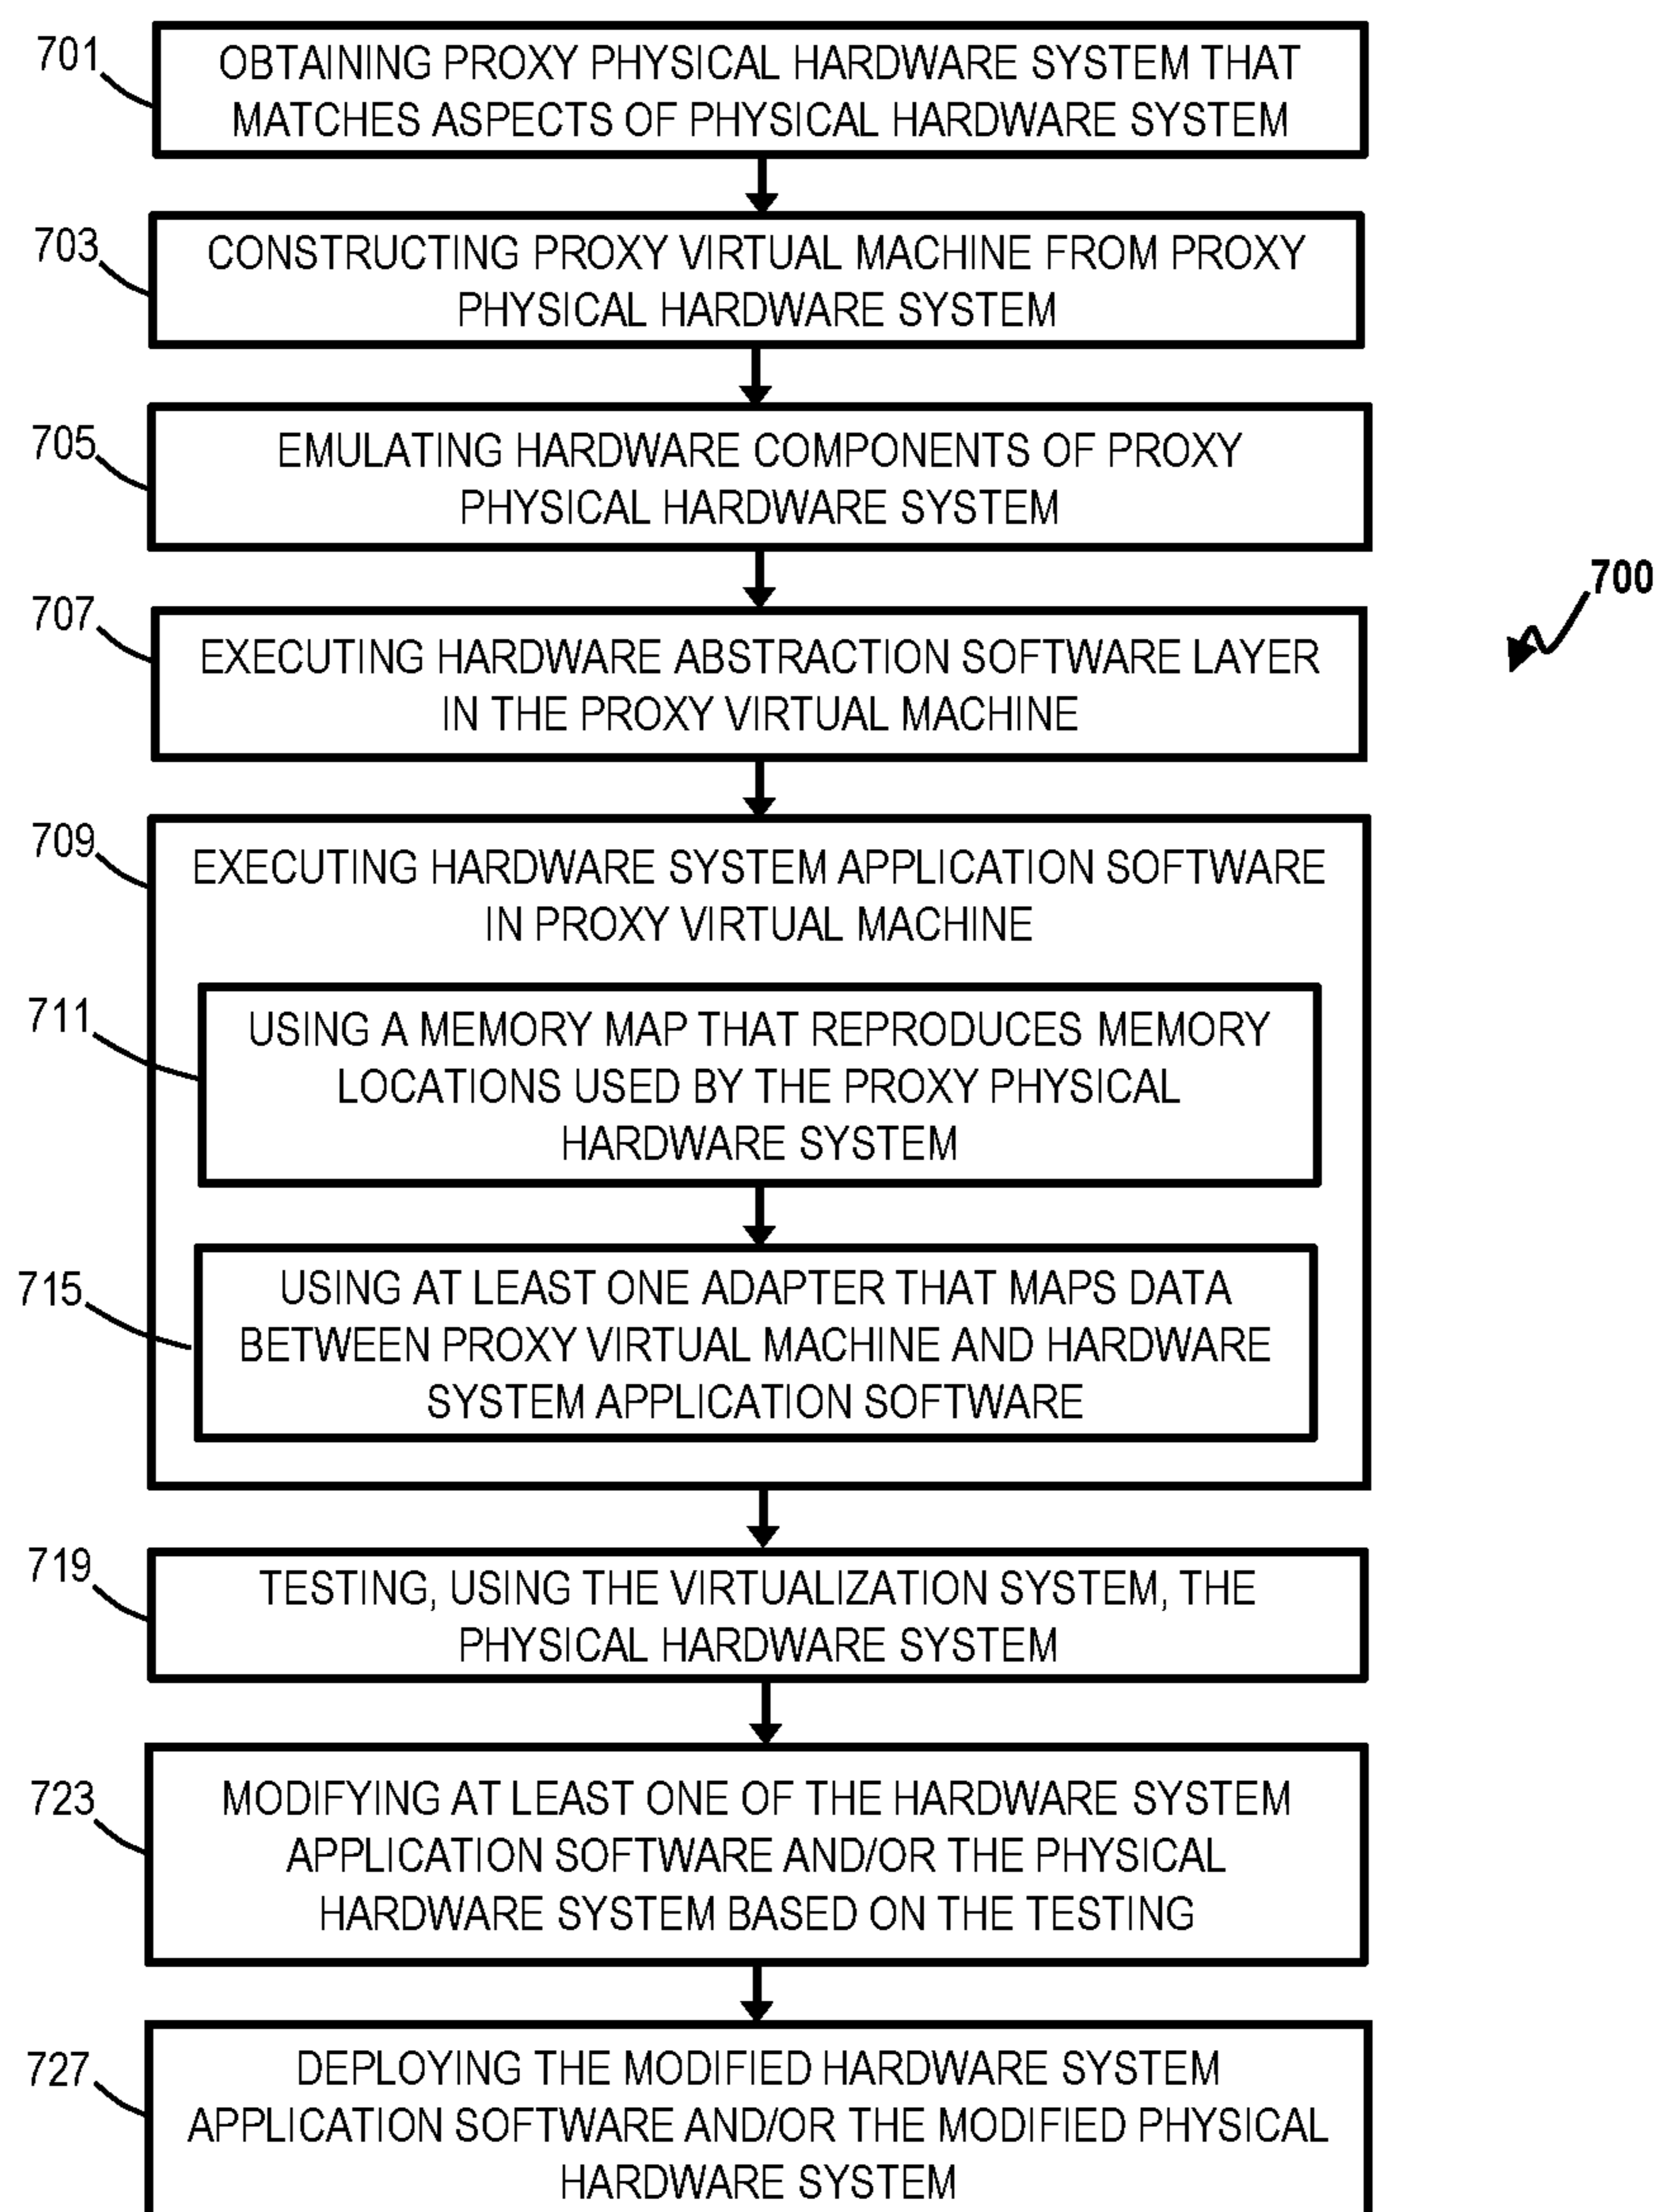 701
OBTAINING PROXY PHYSICAL HARDWARE SYSTEM THAT
MATCHES ASPECTS OF PHYSICAL HARDWARE SYSTEM
703
CONSTRUCTING PROXY VIRTUAL MACHINE FROM PROXY
PHYSICAL HARDWARE SYSTEM
705
EMULATING HARDWARE COMPONENTS OF PROXY
PHYSICAL HARDWARE SYSTEM
700
707
EXECUTING HARDWARE ABSTRACTION SOFTWARE LAYER
IN THE PROXY VIRTUAL MACHINE
709
EXECUTING HARDWARE SYSTEM APPLICATION SOFTWARE
IN PROXY VIRTUAL MACHINE
711
USING A MEMORY MAP THAT REPRODUCES MEMORY
LOCATIONS USED BY THE PROXY PHYSICAL
HARDWARE SYSTEM
715
USING AT LEAST ONE ADAPTER THAT MAPS DATA
BETWEEN PROXY VIRTUAL MACHINE AND HARDWARE
SYSTEM APPLICATION SOFTWARE
719
TESTING, USING THE VIRTUALIZATION SYSTEM, THE
PHYSICAL HARDWARE SYSTEM
723
MODIFYING AT LEAST ONE OF THE HARDWARE SYSTEM
APPLICATION SOFTWARE AND/OR THE PHYSICAL
HARDWARE SYSTEM BASED ON THE TESTING
727
DEPLOYING THE MODIFIED HARDWARE SYSTEM
APPLICATION SOFTWARE AND/OR THE MODIFIED PHYSICAL
HARDWARE SYSTEM